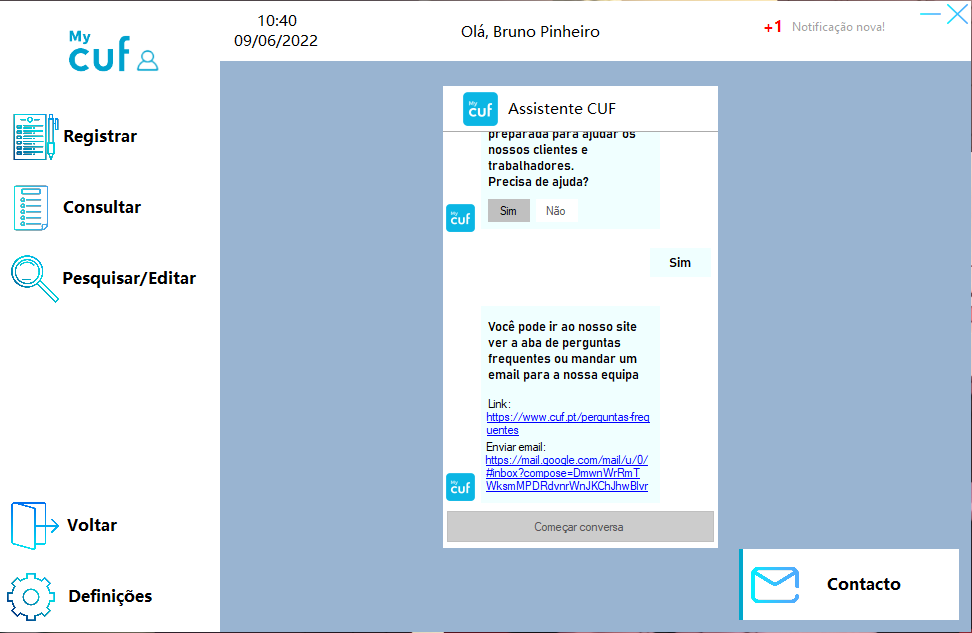 My
cuf
10:40
09/06/2022
Olá, Bruno Pinheiro
+1 Notificação nova!
Registrar
Consultar
Pesquisar/Editar
Voltar
Definições
My
cuf
Assistente CUF
preparada para ajudar os
nossos clientes e
trabalhadores.
Precisa de ajuda?
Sim Não
My
cuf
Sim
Você pode ir ao nosso site
ver a aba de perguntas
frequentes ou mandar um
email para a nossa equipa
Link:
https://www.cuf.pt/perguntas-freq
uentes
Enviar email:
https://mail.google.com/mail/u/0/
#inbox?compose=DmwnWrRmT
WksmMPDRdvnrWnJKChJhwBlvr
My
cuf
Começar conversa
Contacto